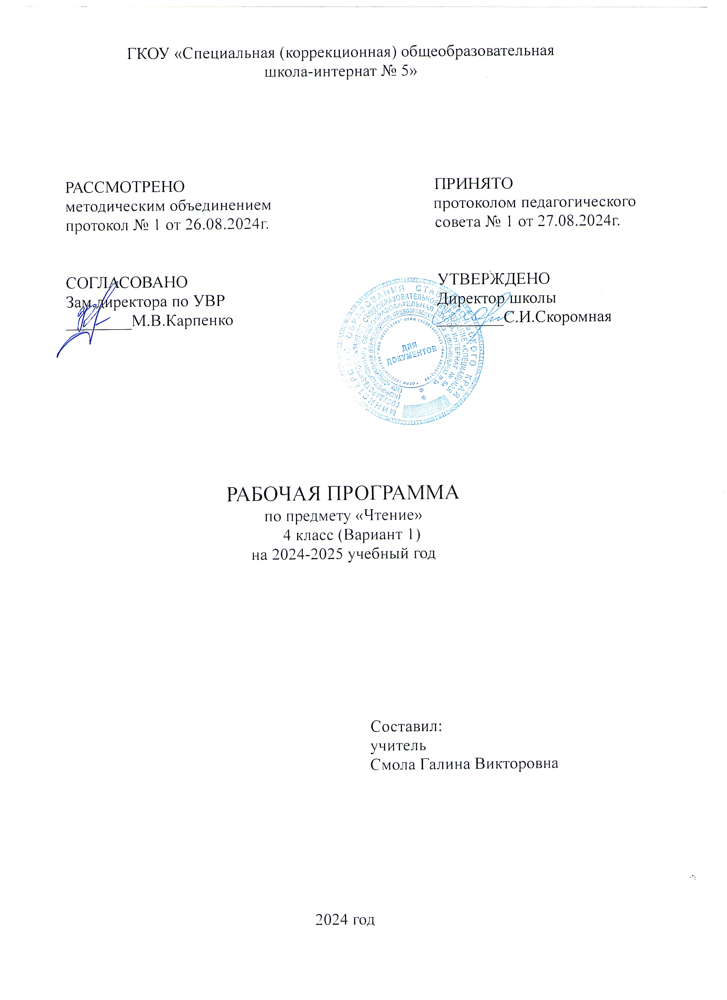 ГКОУ «Специальная (коррекционная) общеобразовательная
школа-интернат № 5»
РАССМОТРЕНО
методическим объединением
протокол № 1 от 26.08.2024г.
ПРИНЯТО
протоколом педагогического
совета № 1 от 27.08.2024г.
СОГЛАСОВАНО
Зам.директора по УВР
________М.В.Карпенко
УТВЕРЖДЕНО
Директор школы
________С.И.Скоромная
ДЛЯ
ДОКУМЕНТОВ
РАБОЧАЯ ПРОГРАММА
по предмету «Чтение»
4 класс (Вариант 1)
на 2024-2025 учебный год
Составил:
учитель
Смола Галина Викторовна
2024 год